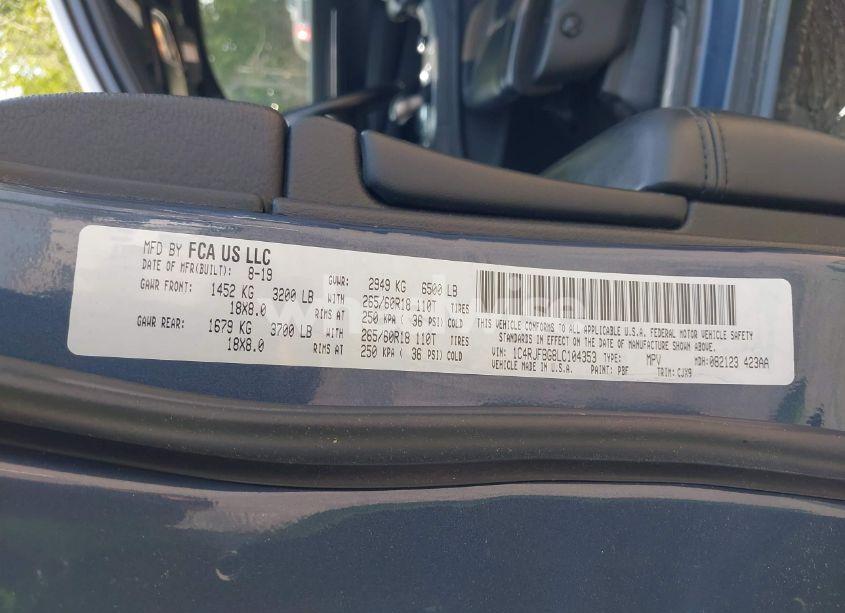 MFD BY FCA US LLC
DATE OF MFR(BUILT): 8-19 GVWR: 2949 KG 6500 LB
GAWR FRONT: 1452 KG 3200 LB WITH 265/60R18 110T TIRES
18X8.0 RIMS AT 250 KPA ( 36 PSI) COLD
GAWR REAR: 1679 KG 3700 LB WITH 265/60R18 110T TIRES
18X8.0 RIMS AT 250 KPA ( 36 PSI) COLD
THIS VEHICLE CONFORMS TO ALL APPLICABLE U.S.A. FEDERAL MOTOR VEHICLE SAFETY
STANDARDS IN EFFECT ON THE DATE OF MANUFACTURE SHOWN ABOVE.
VIN: 1C4RJFBG8LC104353 TYPE: MPV MDH: 082123 423AA
VEHICLE MADE IN U.S.A. PAINT: PBF TRIM: CJX9